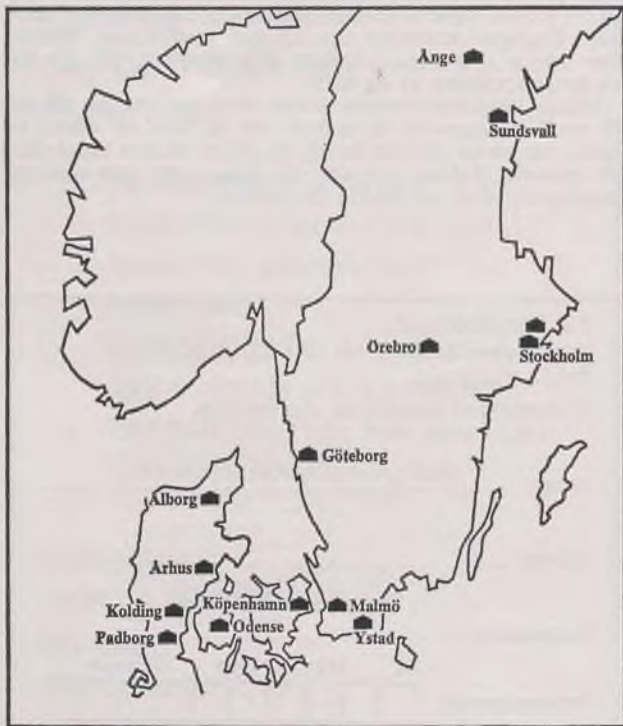 Ånge
Sundsvall
Örebro
Stockholm
Göteborg
Ålborg
Århus
Kolding
Köpenhamn
Malmö
Padborg
Odense
Ystad